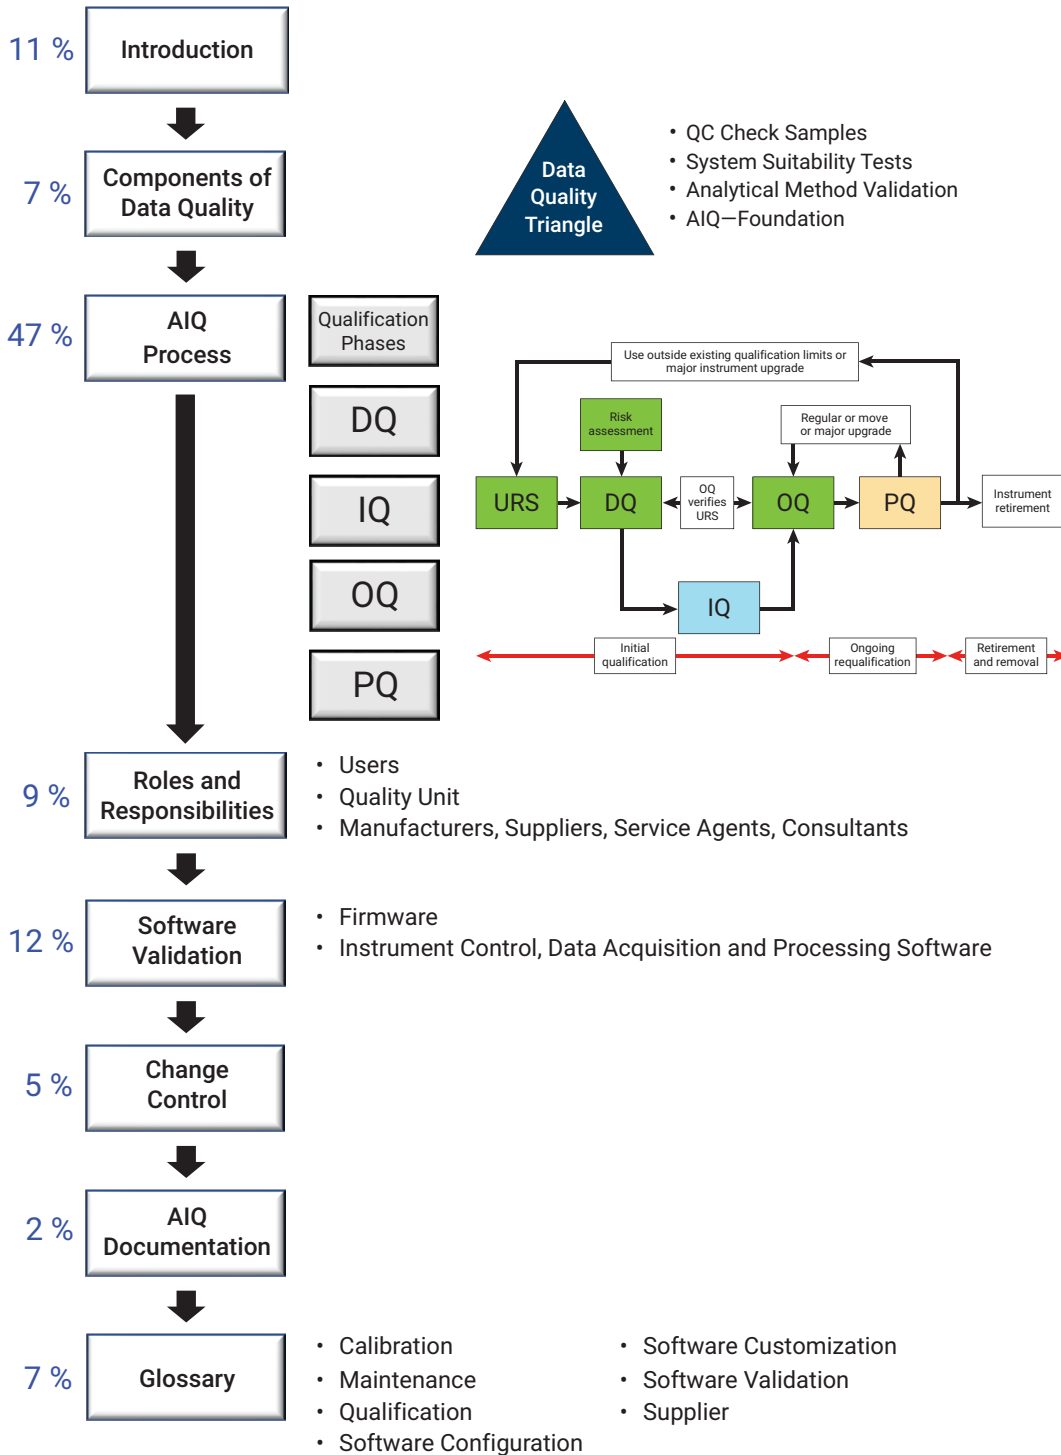 11 %
Introduction
7 %
Components of
Data Quality
Data
Quality
Triangle
• QC Check Samples
• System Suitability Tests
• Analytical Method Validation
• AIQ—Foundation
47 %
AIQ
Process
Qualification
Phases
DQ
IQ
OQ
PQ
Use outside existing qualification limits or
major instrument upgrade
Risk
assessment
Regular or move
or major upgrade
URS
DQ
OQ
verifies
URS
OQ
PQ
Instrument
retirement
IQ
Initial
qualification
Ongoing
requalification
Retirement
and removal
9 %
Roles and
Responsibilities
• Users
• Quality Unit
• Manufacturers, Suppliers, Service Agents, Consultants
12 %
Software
Validation
• Firmware
• Instrument Control, Data Acquisition and Processing Software
5 %
Change
Control
2 %
AIQ
Documentation
7 %
Glossary
• Calibration
• Maintenance
• Qualification
• Software Configuration
• Software Customization
• Software Validation
• Supplier